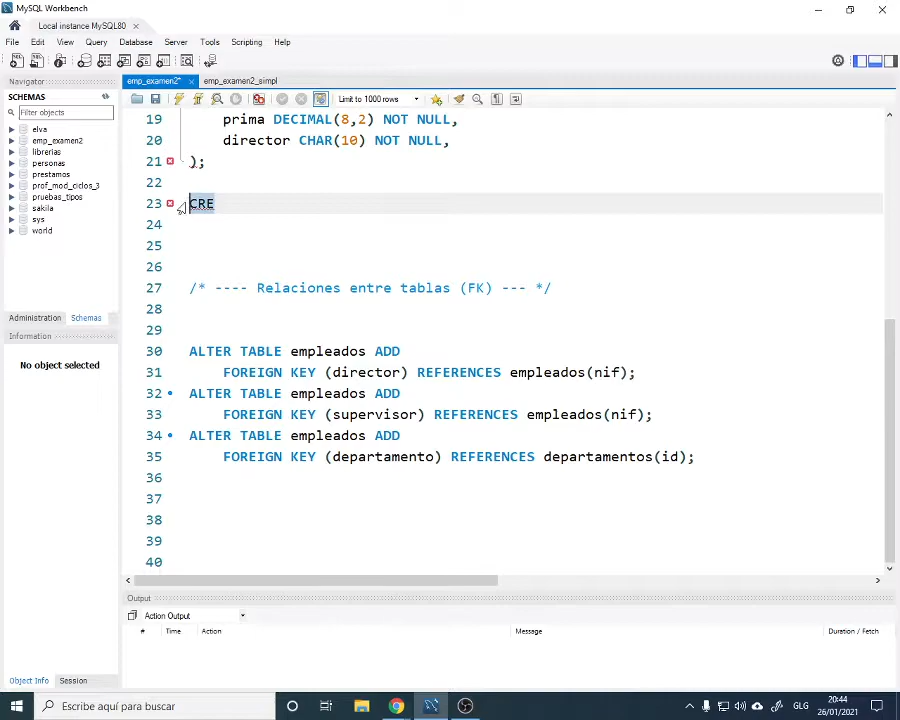 MySQL Workbench
Local instance MySQL80 ×
File Edit View Query Database Server Tools Scripting Help
Navigator
SCHEMAS
Filter objects
elva
emp_examen2
librerias
personas
prestamos
prof_mod_ciclos_3
pruebas_tipos
sakila
sys
world
Administration Schemas
Information
No object selected
Object Info Session
emp_examen2* × emp_examen2_simpl
Limit to 1000 rows
19 prima DECIMAL(8,2) NOT NULL,
20 director CHAR(10) NOT NULL,
21 );
22
23 CRE
24
25
26
27 /* ---- Relaciones entre tablas (FK) --- */
28
29
30 ALTER TABLE empleados ADD
31 FOREIGN KEY (director) REFERENCES empleados(nif);
32 ALTER TABLE empleados ADD
33 FOREIGN KEY (supervisor) REFERENCES empleados(nif);
34 ALTER TABLE empleados ADD
35 FOREIGN KEY (departamento) REFERENCES departamentos(id);
36
37
38
39
40
Output
Action Output
# Time Action Message Duration / Fetch
Escribe aquí para buscar
GLG
20:44
26/01/2021